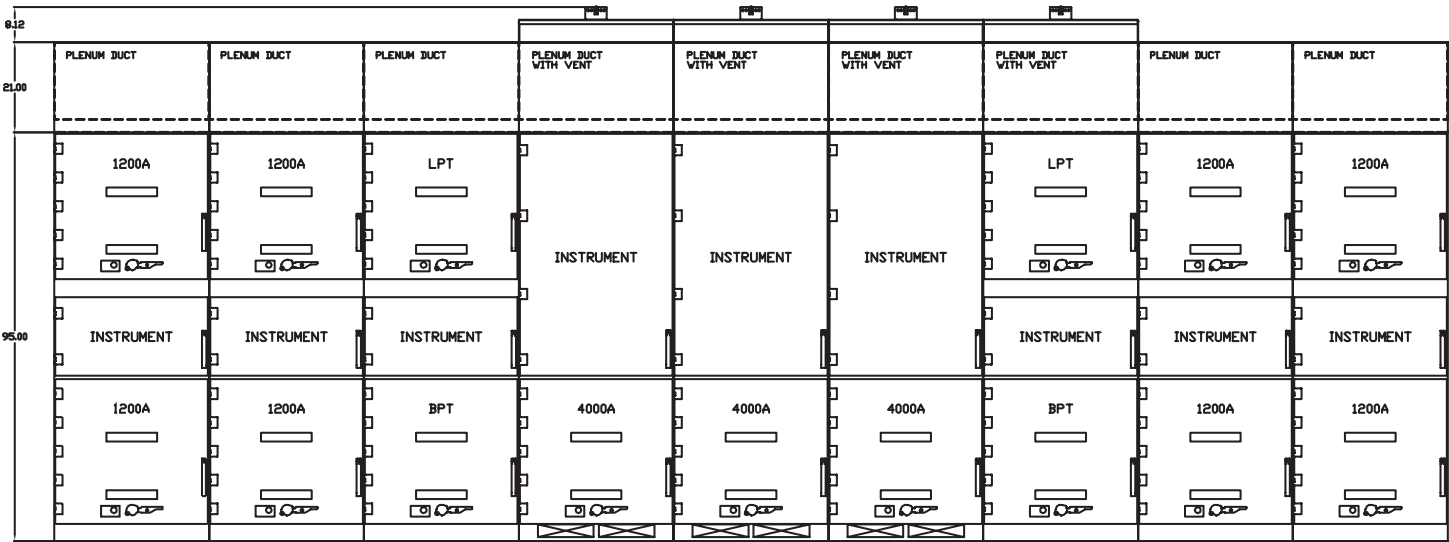 8.12
PLENUM DUCT
PLENUM DUCT
PLENUM DUCT
PLENUM DUCT
WITH VENT
PLENUM DUCT
WITH VENT
PLENUM DUCT
WITH VENT
PLENUM DUCT
WITH VENT
PLENUM DUCT
PLENUM DUCT
21.00
1200A
1200A
LPT
LPT
1200A
1200A
INSTRUMENT
INSTRUMENT
INSTRUMENT
95.00
INSTRUMENT
INSTRUMENT
INSTRUMENT
INSTRUMENT
INSTRUMENT
INSTRUMENT
1200A
1200A
BPT
4000A
4000A
4000A
BPT
1200A
1200A